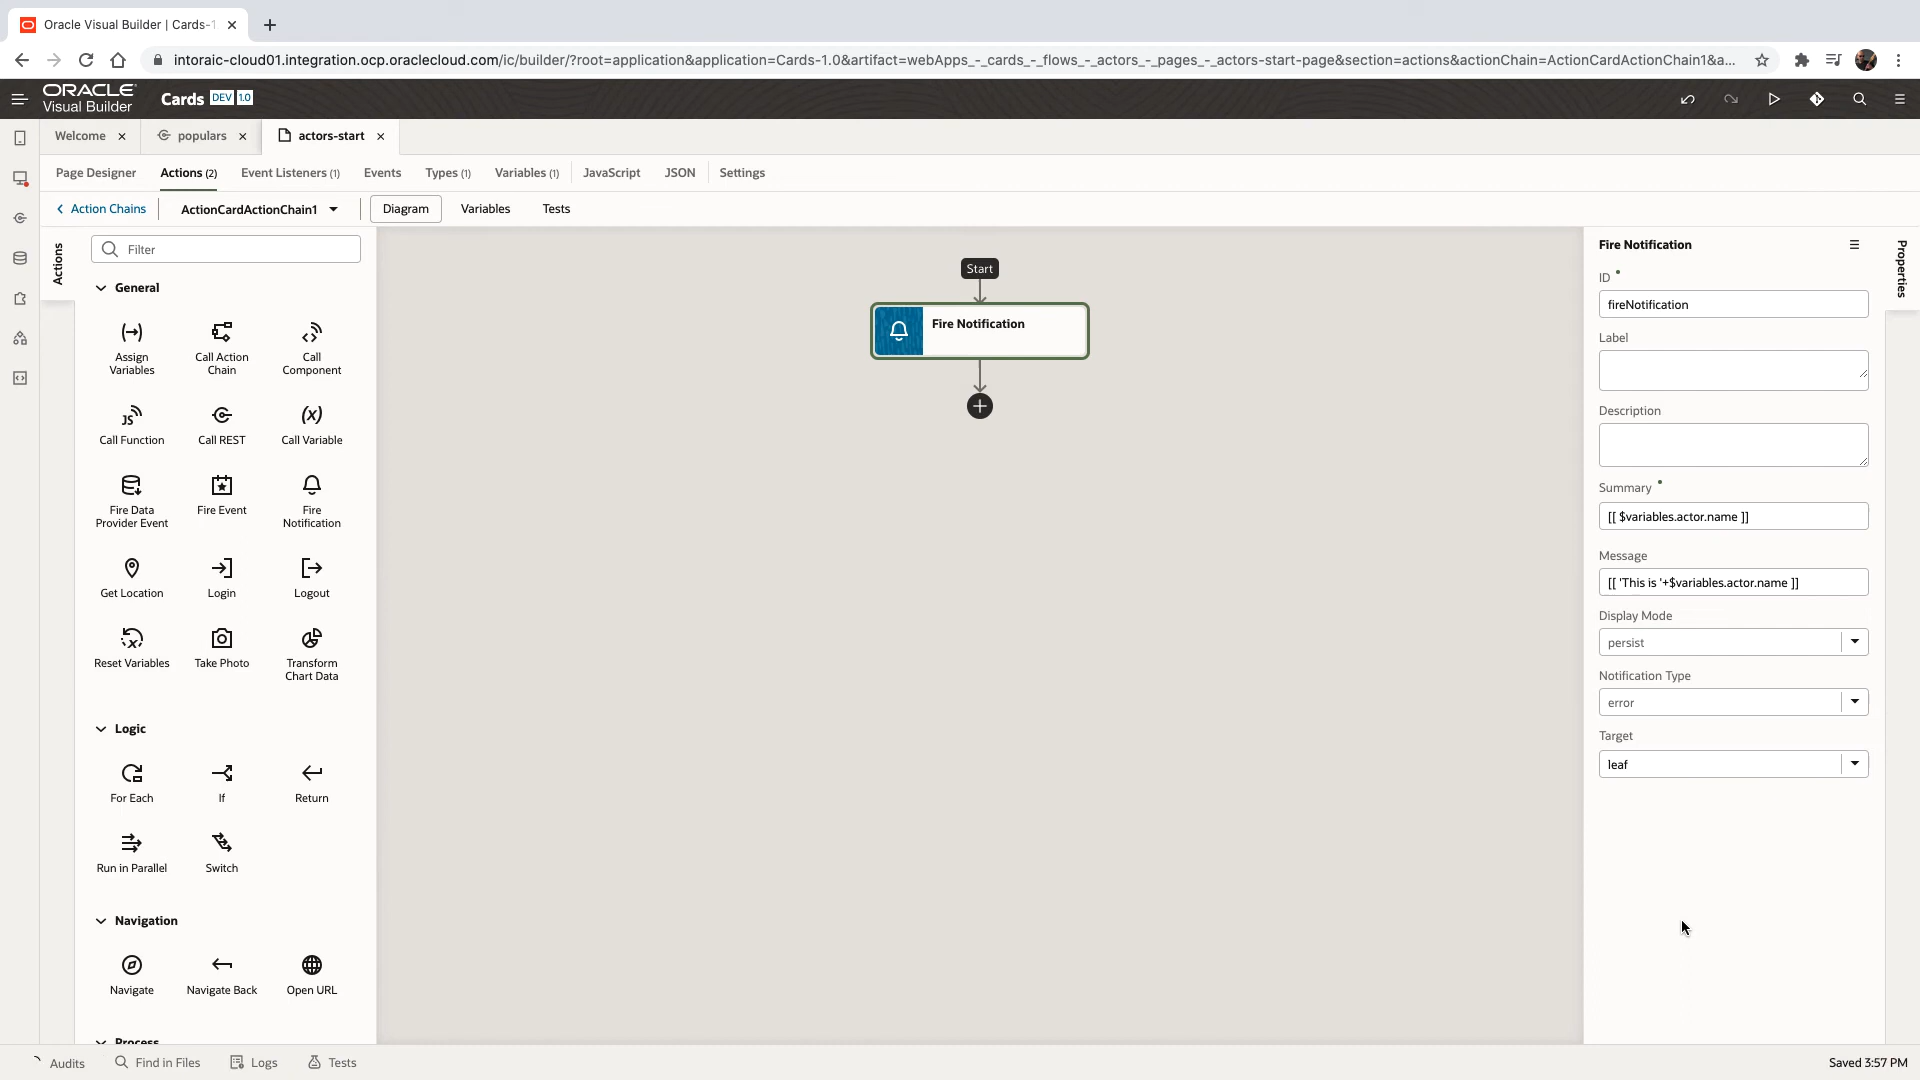 Oracle Visual Builder | Cards-1
intoraic-cloud01.integration.ocp.oraclecloud.com/ic/builder/?root=application&application=Cards-1.0&artifact=webApps_-_cards_-_flows_-_actors_-_pages_-_actors-start-page&section=actions&actionChain=ActionCardActionChain1&a...
ORACLE
Visual Builder
Cards DEV 1.0
Welcome populars actors-start
Page Designer Actions (2) Event Listeners (1) Events Types (1) Variables (1) JavaScript JSON Settings
Action Chains ActionCardActionChain1 Diagram Variables Tests
Actions
Filter
General
Assign Variables
Call Action Chain
Call Component
Call Function
Call REST
Call Variable
Fire Data Provider Event
Fire Event
Fire Notification
Get Location
Login
Logout
Reset Variables
Take Photo
Transform Chart Data
Logic
For Each
If
Return
Run in Parallel
Switch
Navigation
Navigate
Navigate Back
Open URL
Process
Start
Fire Notification
Fire Notification
Properties
ID
fireNotification
Label
Description
Summary
[[ $variables.actor.name ]]
Message
[[ 'This is '+$variables.actor.name ]]
Display Mode
persist
Notification Type
error
Target
leaf
Audits Find in Files Logs Tests
Saved 3:57 PM